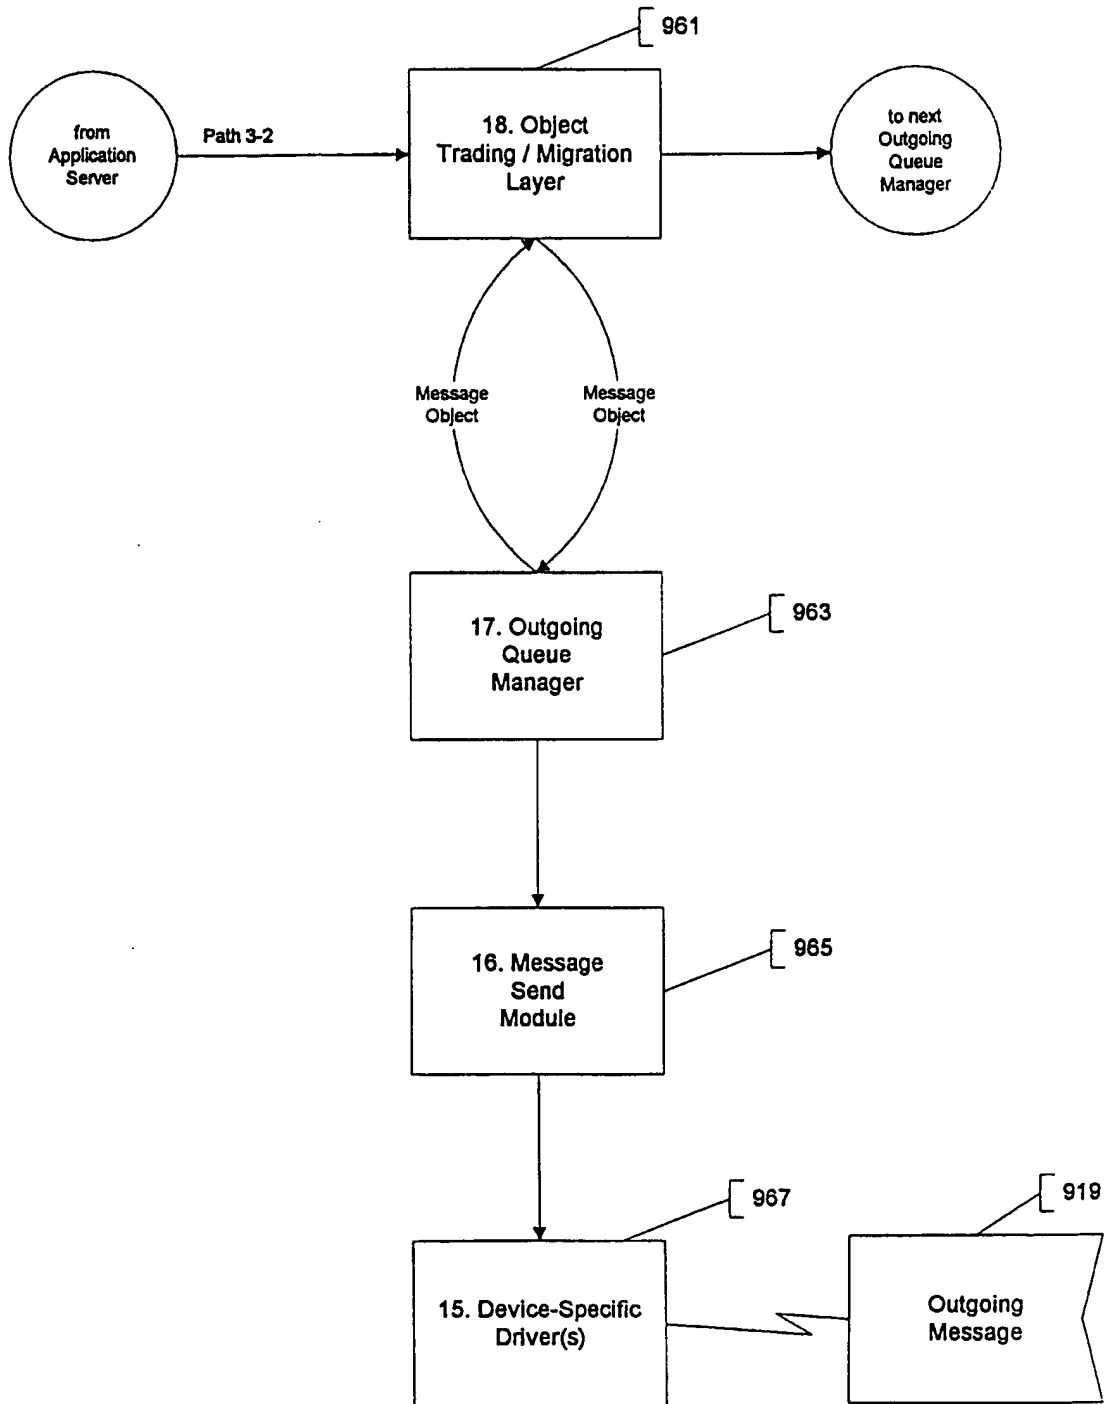 961
from
Application
Server
Path 3-2
18. Object
Trading / Migration
Layer
to next
Outgoing
Queue
Manager
Message
Object
Message
Object
17. Outgoing
Queue
Manager
963
16. Message
Send
Module
965
967
919
15. Device-Specific
Driver(s)
Outgoing
Message